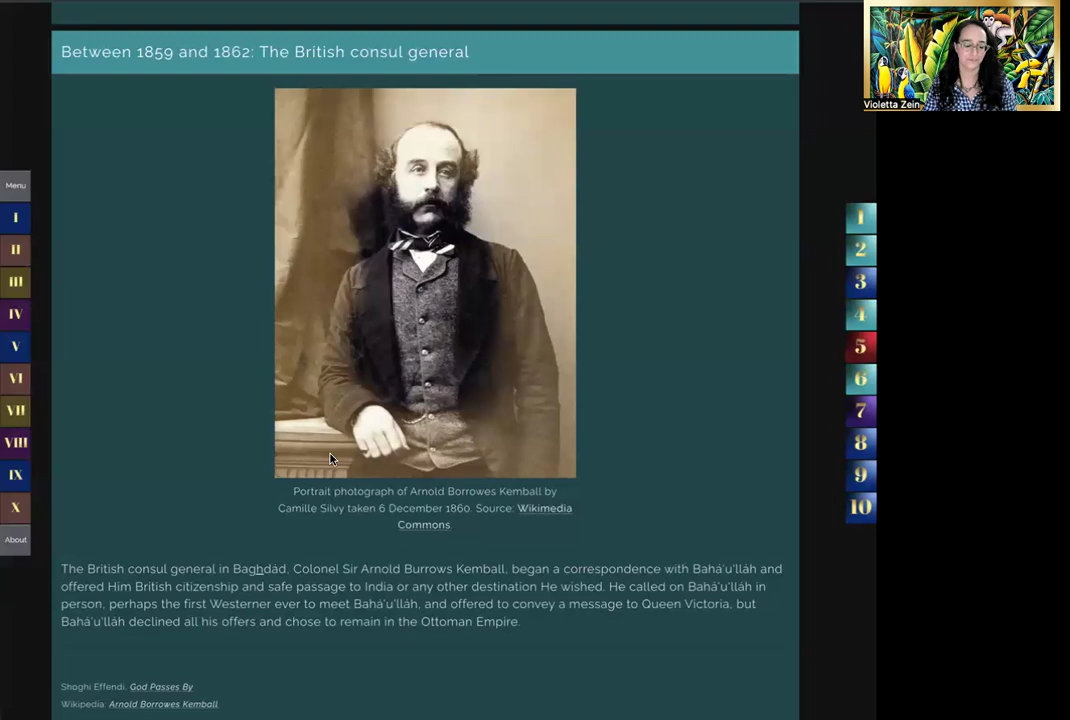 Between 1859 and 1862: The British consul general
Violetta Zein
Menu
I
II
III
IV
V
VI
VII
VIII
IX
X
About
1
2
3
4
5
6
7
8
9
10
Portrait photograph of Arnold Borrowes Kemball by
Camille Silvy taken 6 December 1860. Source: Wikimedia
Commons
The British consul general in Baghdád, Colonel Sir Arnold Burrows Kemball, began a correspondence with Bahá'u'lláh and
offered Him British citizenship and safe passage to India or any other destination He wished. He called on Bahá'u'lláh in
person, perhaps the first Westerner ever to meet Bahá'u'lláh, and offered to convey a message to Queen Victoria, but
Bahá'u'lláh declined all his offers and chose to remain in the Ottoman Empire.
Shoghi Effendi. God Passes By
Wikipedia: Arnold Borrowes Kemball